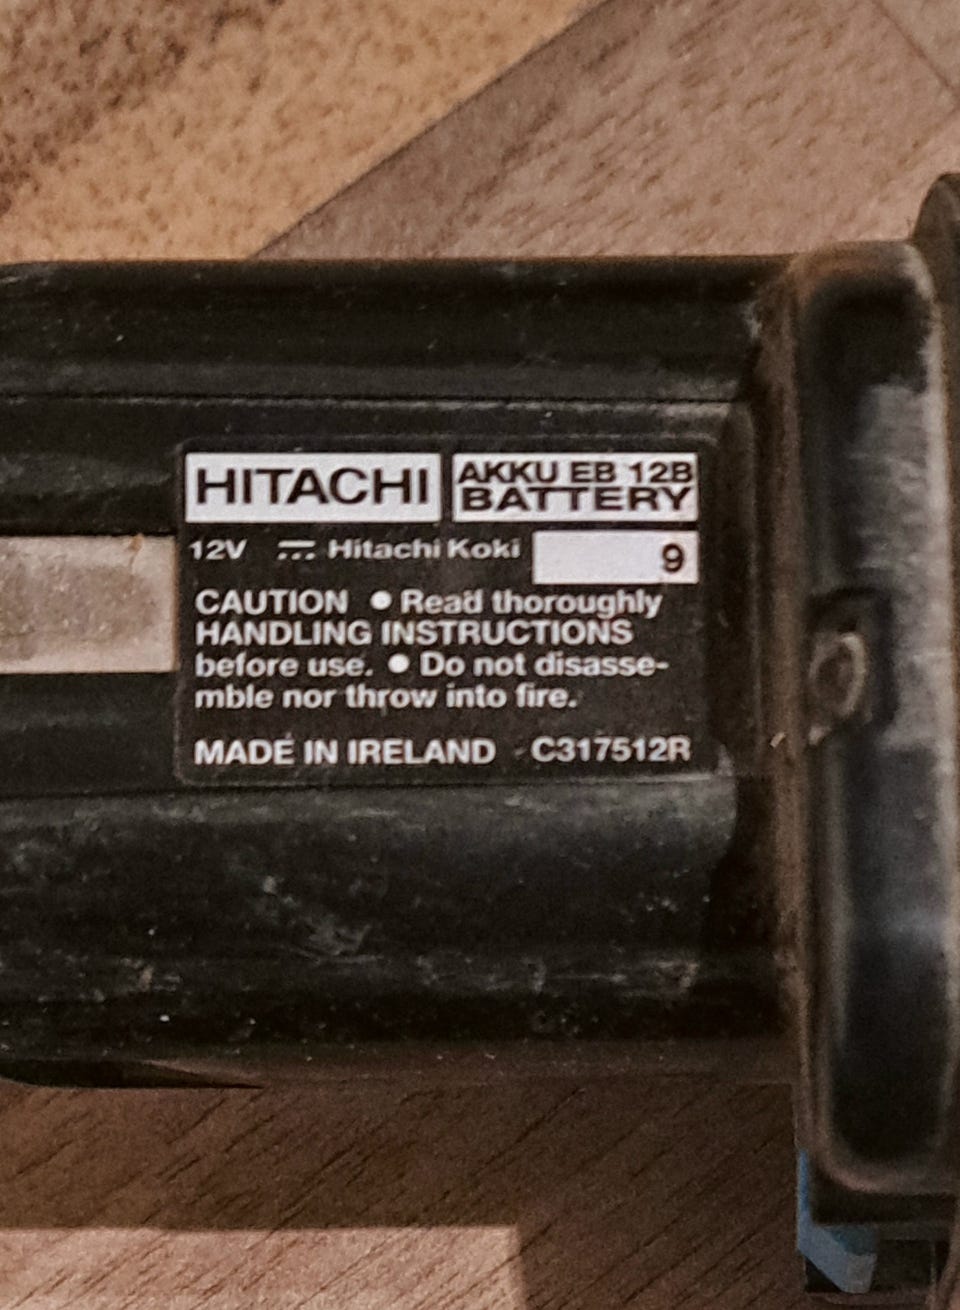 HITACHI
AKKU EB 12B
BATTERY
12V ⎓ Hitachi Koki
9
CAUTION ● Read thoroughly
HANDLING INSTRUCTIONS
before use. ● Do not disasse-
mble nor throw into fire.
MADE IN IRELAND C317512R